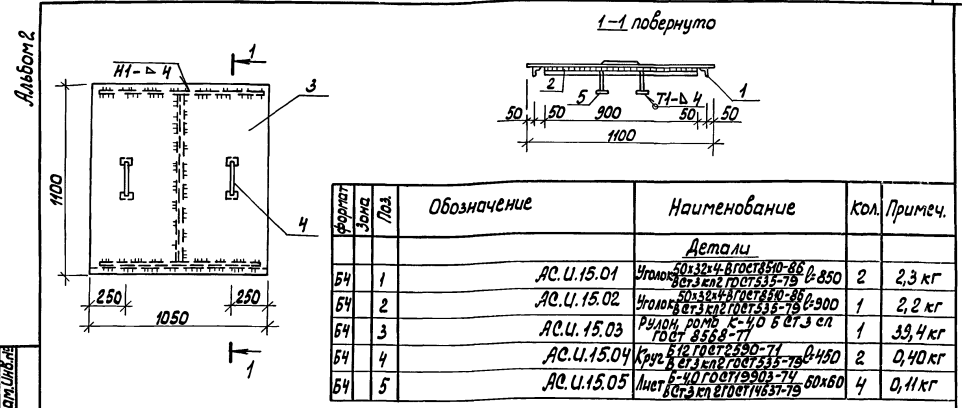 Альбом 2
1-1 повернуто
1
Н1-⊳ 4
3
4
1100
250
250
1050
1
2
5
Т1-⊳ 4
1
50
50
900
50
50
1100
Формат Зона Поз. Обозначение Наименование Кол. Примеч.
Детали
Б4 1 АС.И.15.01 Уголок 50х32х4-В ГОСТ 8510-86 / ВСт3кп2 ГОСТ 535-79 ℓ=850 2 2,3 кг
Б4 2 АС.И.15.02 Уголок 50х32х4-В ГОСТ 8510-86 / ВСт3кп2 ГОСТ 535-79 ℓ=900 1 2,2 кг
Б4 3 АС.И.15.03 Рулон, ромб К-4,0 Б СТ3 сп 1 39,4 кг
ГОСТ 8568-77
Б4 4 АС.И.15.04 Круг Б12 ГОСТ 2590-71 / ВСт3кп2 ГОСТ 535-79 ℓ=450 2 0,40 кг
Б4 5 АС.И.15.05 Лист Б-4,0 ГОСТ 19903-74 / ВСт3кп2 ГОСТ 14637-79 60х60 4 0,11 кг